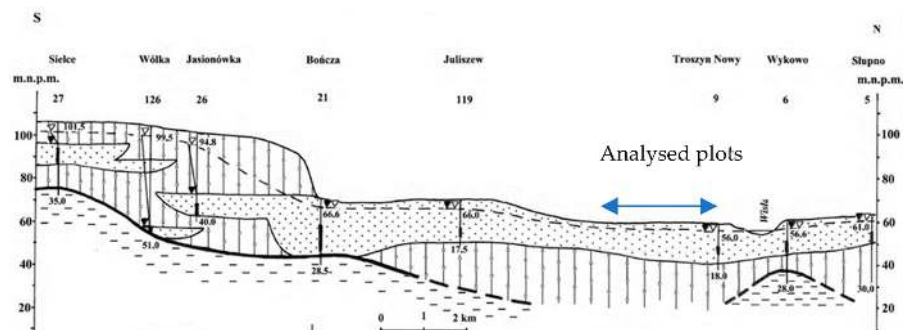 S N
Sielce Wólka Jasionówka Bończa Juliszew Troszyn Nowy Wykowo Słupno
m.n.p.m. m.n.p.m.
27 126 26 21 119 9 6 5
101,5 99,5 94,8
100 100
Analysed plots
80 80
66,6 66,0 Wisła 61,0
60 56,0 56,6 60
35,0 40,0
51,0
40 17,5 40
28,5 18,0 28,0 30,0
20 20
0 1 2 km